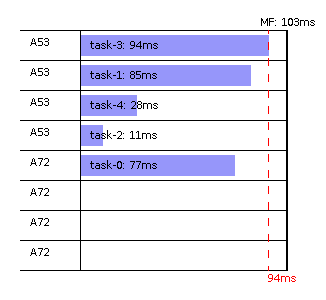 MF: 103ms
A53 task-3: 94ms
A53 task-1: 85ms
A53 task-4: 28ms
A53 task-2: 11ms
A72 task-0: 77ms
A72
A72
A72
94ms